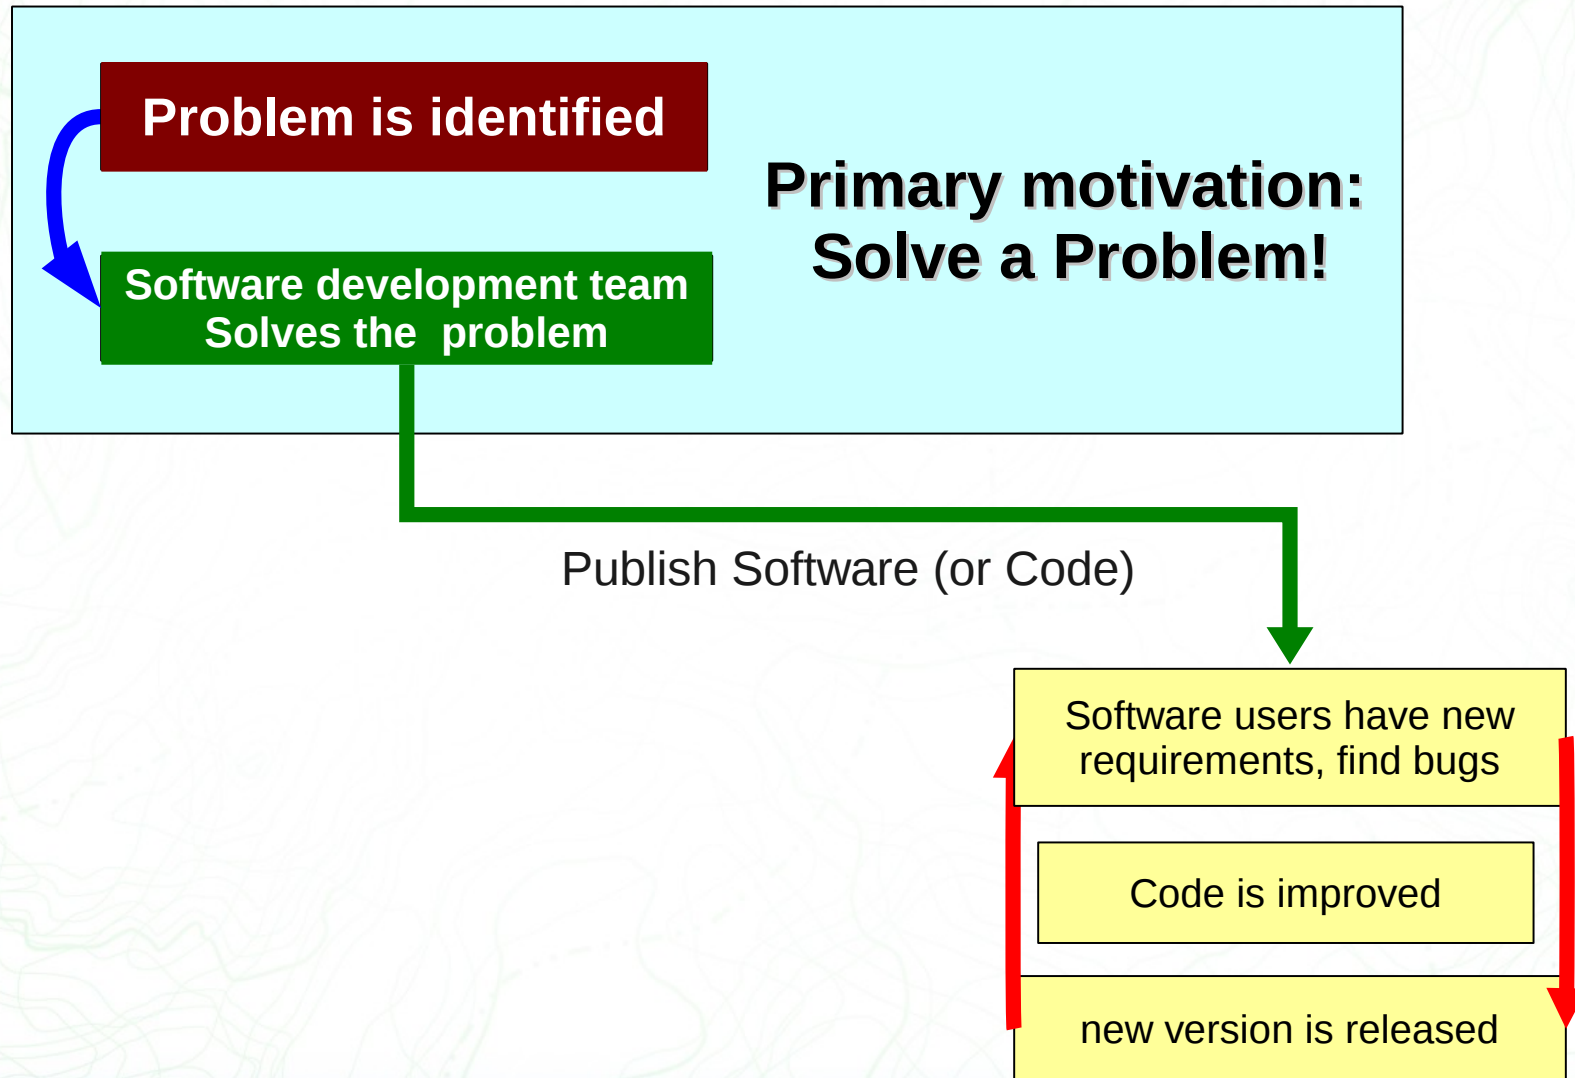 Problem is identified
Primary motivation:
Solve a Problem!
Software development team
Solves the  problem
Publish Software (or Code)
Software users have new
requirements, find bugs
Code is improved
new version is released